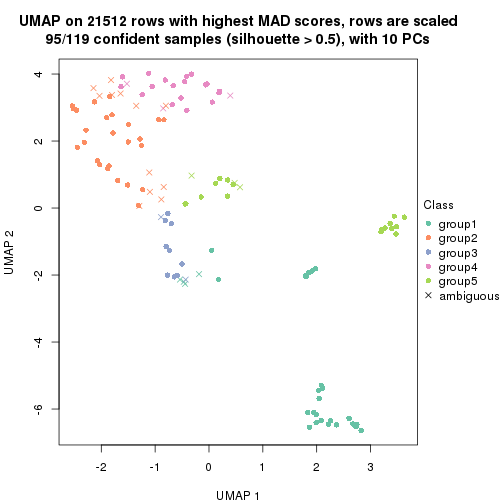 UMAP on 21512 rows with highest MAD scores, rows are scaled
95/119 confident samples (silhouette > 0.5), with 10 PCs
4
2
0
-2
-4
-6
UMAP 2
-2
-1
0
1
2
3
UMAP 1
Class
group1
group2
group3
group4
group5
ambiguous